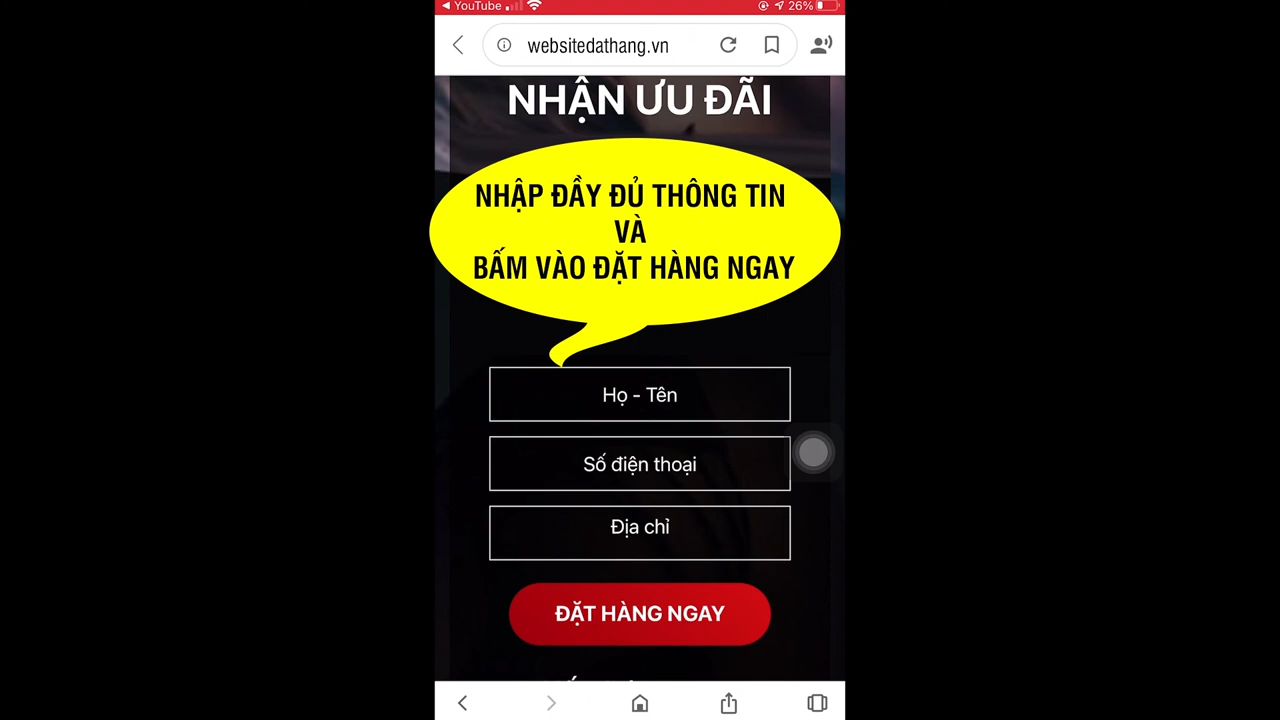 YouTube
26%
websitedathang.vn
NHẬN ƯU ĐÃI
NHẬP ĐẦY ĐỦ THÔNG TIN
VÀ
BẤM VÀO ĐẶT HÀNG NGAY
Họ - Tên
Số điện thoại
Địa chỉ
ĐẶT HÀNG NGAY